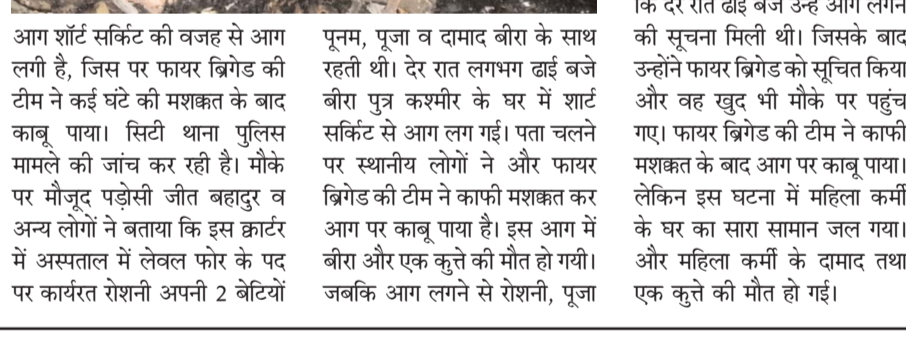 आग शॉर्ट सर्किट की वजह से आग
लगी है, जिस पर फायर ब्रिगेड की
टीम ने कई घंटे की मशक्कत के बाद
काबू पाया। सिटी थाना पुलिस
मामले की जांच कर रही है। मौके
पर मौजूद पड़ोसी जीत बहादुर व
अन्य लोगों ने बताया कि इस क्वार्टर
में अस्पताल में लेवल फोर के पद
पर कार्यरत रोशनी अपनी 2 बेटियों
पूनम, पूजा व दामाद बीरा के साथ
रहती थी। देर रात लगभग ढाई बजे
बीरा पुत्र कश्मीर के घर में शार्ट
सर्किट से आग लग गई। पता चलने
पर स्थानीय लोगों ने और फायर
ब्रिगेड की टीम ने काफी मशक्कत कर
आग पर काबू पाया है। इस आग में
बीरा और एक कुत्ते की मौत हो गयी।
जबकि आग लगने से रोशनी, पूजा
कि देर रात ढाई बजे उन्हें आग लगने
की सूचना मिली थी। जिसके बाद
उन्होंने फायर ब्रिगेड को सूचित किया
और वह खुद भी मौके पर पहुंच
गए। फायर ब्रिगेड की टीम ने काफी
मशक्कत के बाद आग पर काबू पाया।
लेकिन इस घटना में महिला कर्मी
के घर का सारा सामान जल गया।
और महिला कर्मी के दामाद तथा
एक कुत्ते की मौत हो गई।